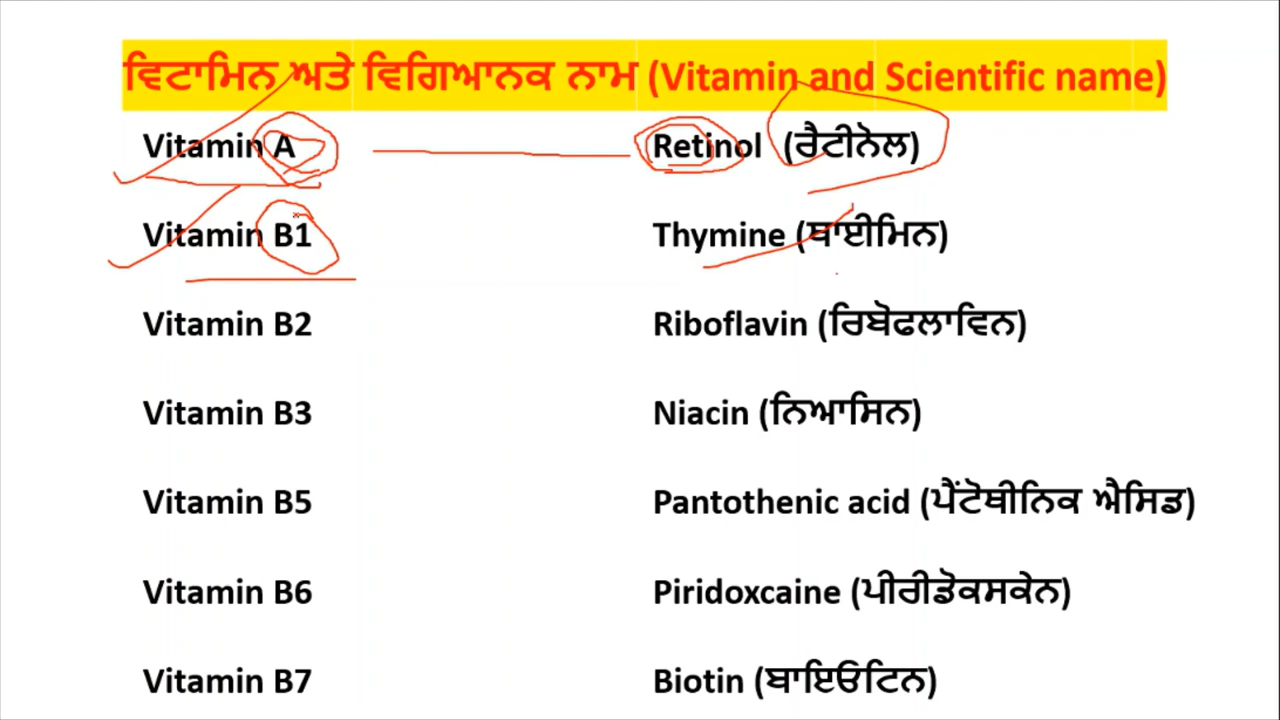 ਵਿਟਾਮਿਨ ਅਤੇ ਵਿਗਿਆਨਕ ਨਾਮ (Vitamin and Scientific name)
Vitamin A Retinol (ਰੈਟੀਨੋਲ)
Vitamin B1 Thymine (ਥਾਈਮਿਨ)
Vitamin B2 Riboflavin (ਰਿਬੋਫਲਾਵਿਨ)
Vitamin B3 Niacin (ਨਿਆਸਿਨ)
Vitamin B5 Pantothenic acid (ਪੈਂਟੋਥੀਨਿਕ ਐਸਿਡ)
Vitamin B6 Piridoxcaine (ਪੀਰੀਡੋਕਸਕੇਨ)
Vitamin B7 Biotin (ਬਾਇਓਟਿਨ)